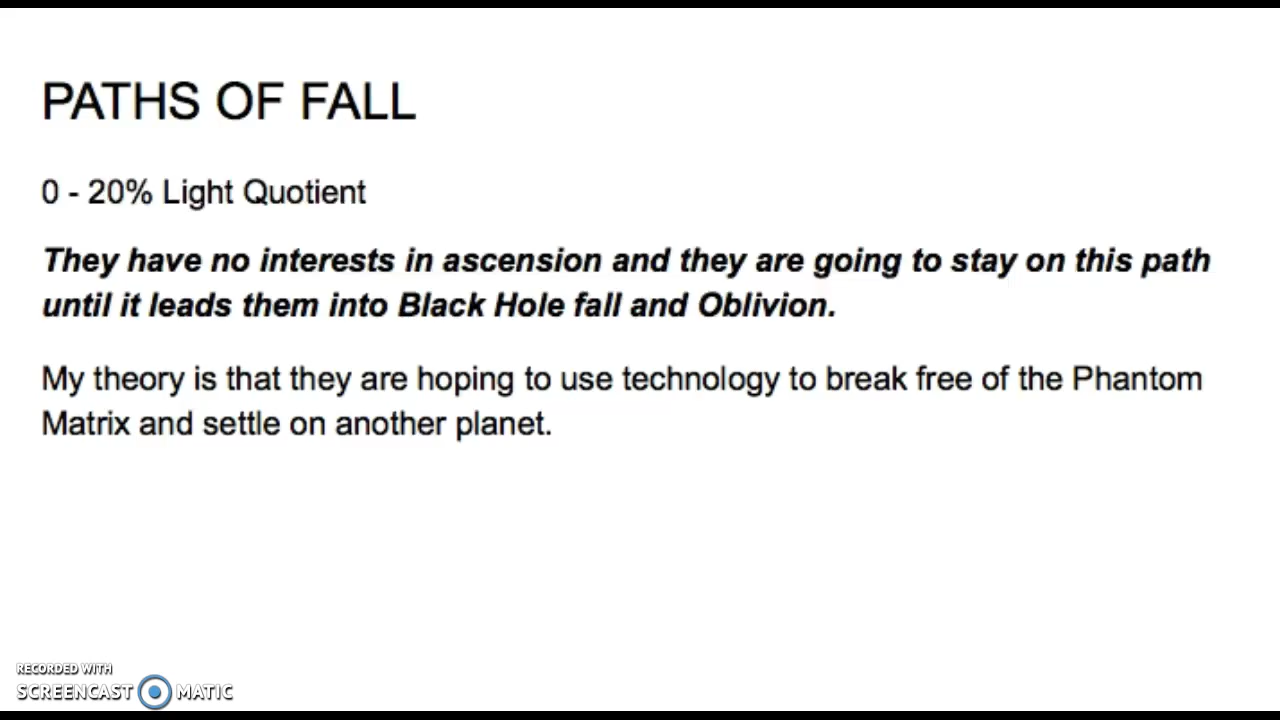 PATHS OF FALL
0 - 20% Light Quotient
They have no interests in ascension and they are going to stay on this path
until it leads them into Black Hole fall and Oblivion.
My theory is that they are hoping to use technology to break free of the Phantom
Matrix and settle on another planet.
RECORDED WITH
SCREENCAST MATIC